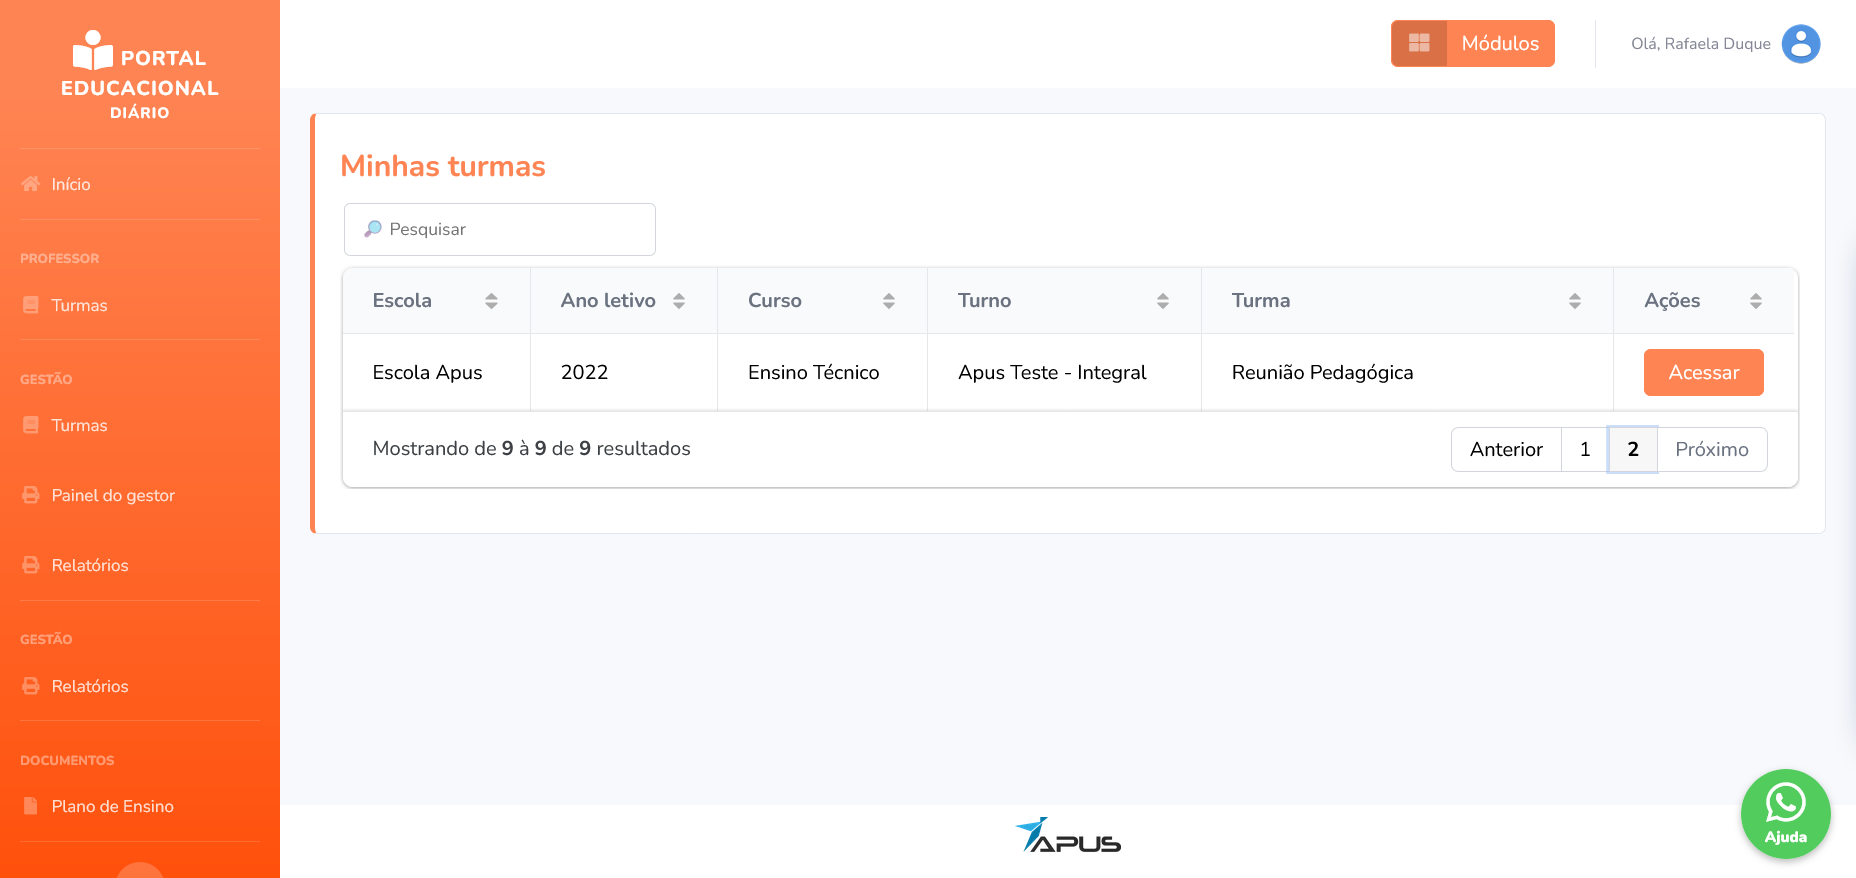 PORTAL
EDUCACIONAL
DIÁRIO
Início
PROFESSOR
Turmas
GESTÃO
Turmas
Painel do gestor
Relatórios
GESTÃO
Relatórios
DOCUMENTOS
Plano de Ensino
Módulos
Olá, Rafaela Duque
Minhas turmas
Pesquisar
Escola Ano letivo Curso Turno Turma Ações
Escola Apus 2022 Ensino Técnico Apus Teste - Integral Reunião Pedagógica Acessar
Mostrando de 9 à 9 de 9 resultados Anterior 1 2 Próximo
APUS
Ajuda